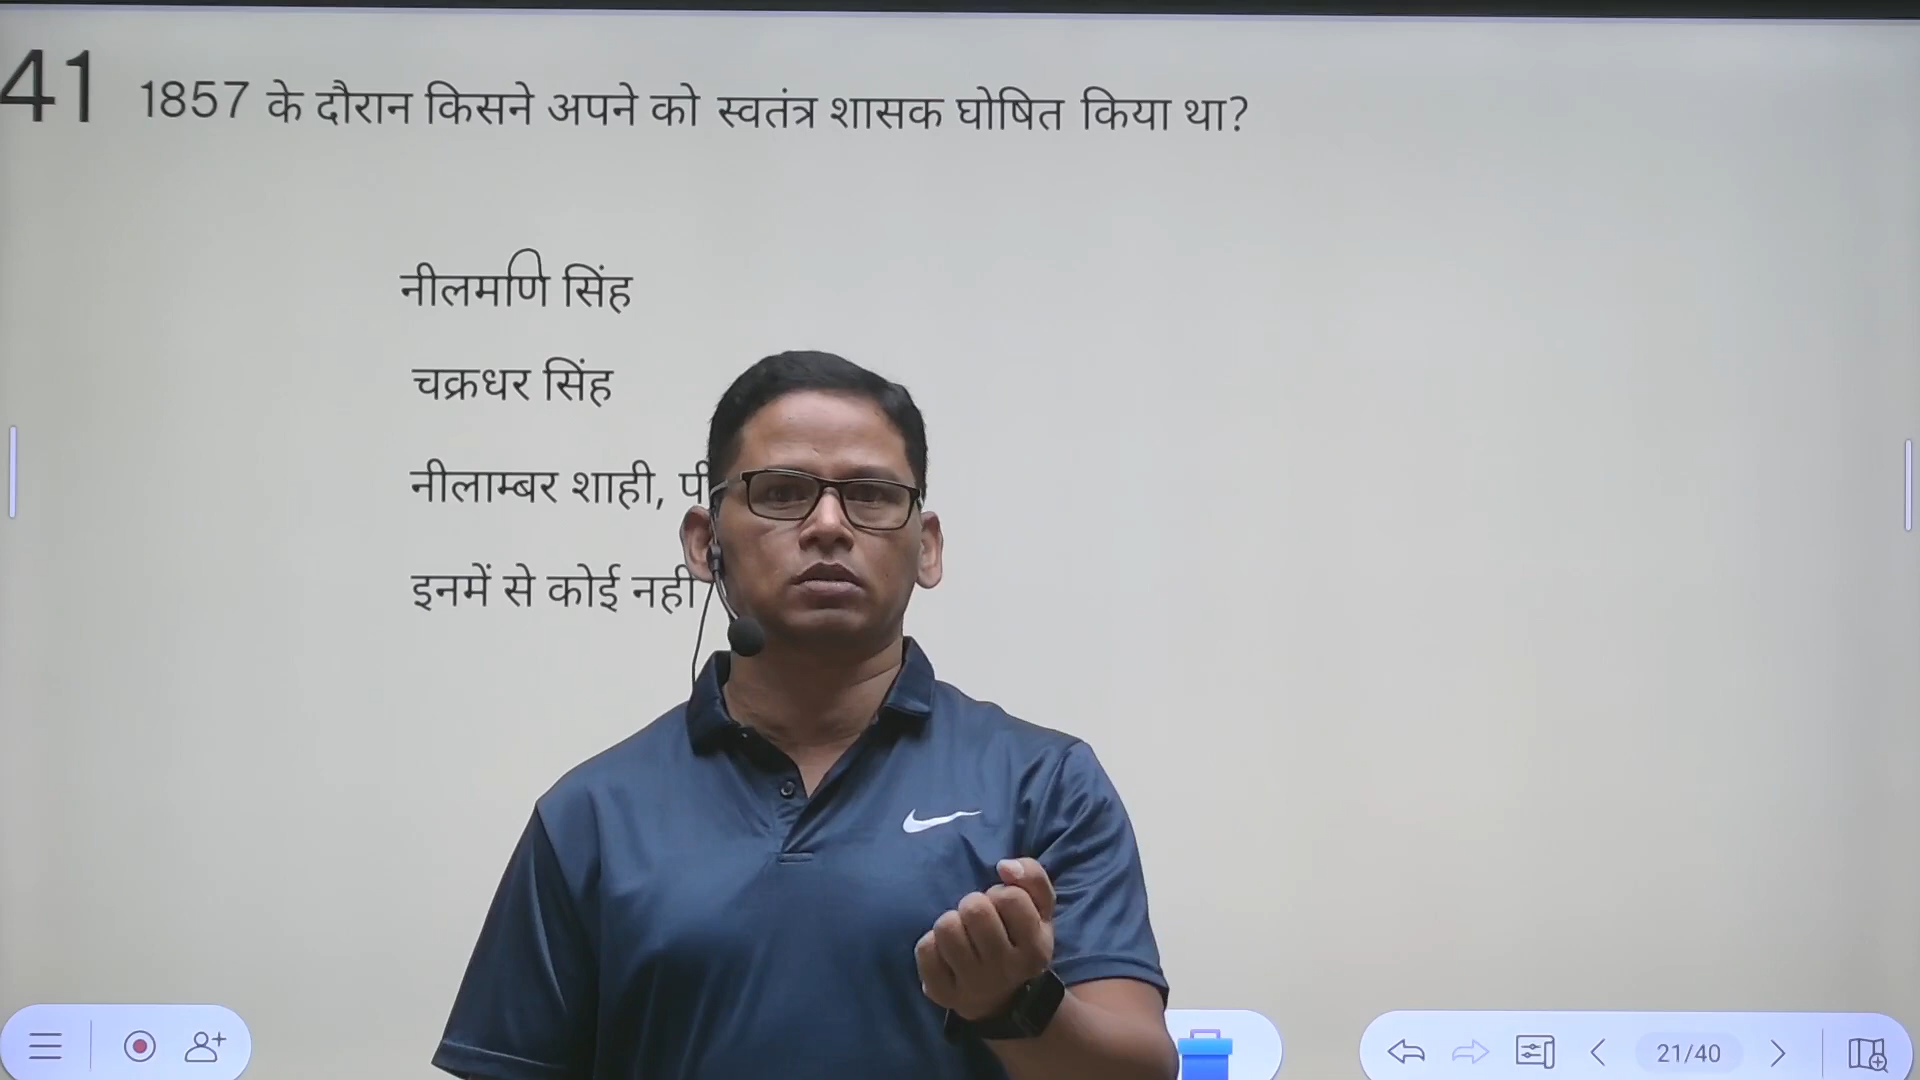 41 1857 के दौरान किसने अपने को स्वतंत्र शासक घोषित किया था?
नीलमणि सिंह
चक्रधर सिंह
नीलाम्बर शाही,
इनमें से कोई नही
21/40